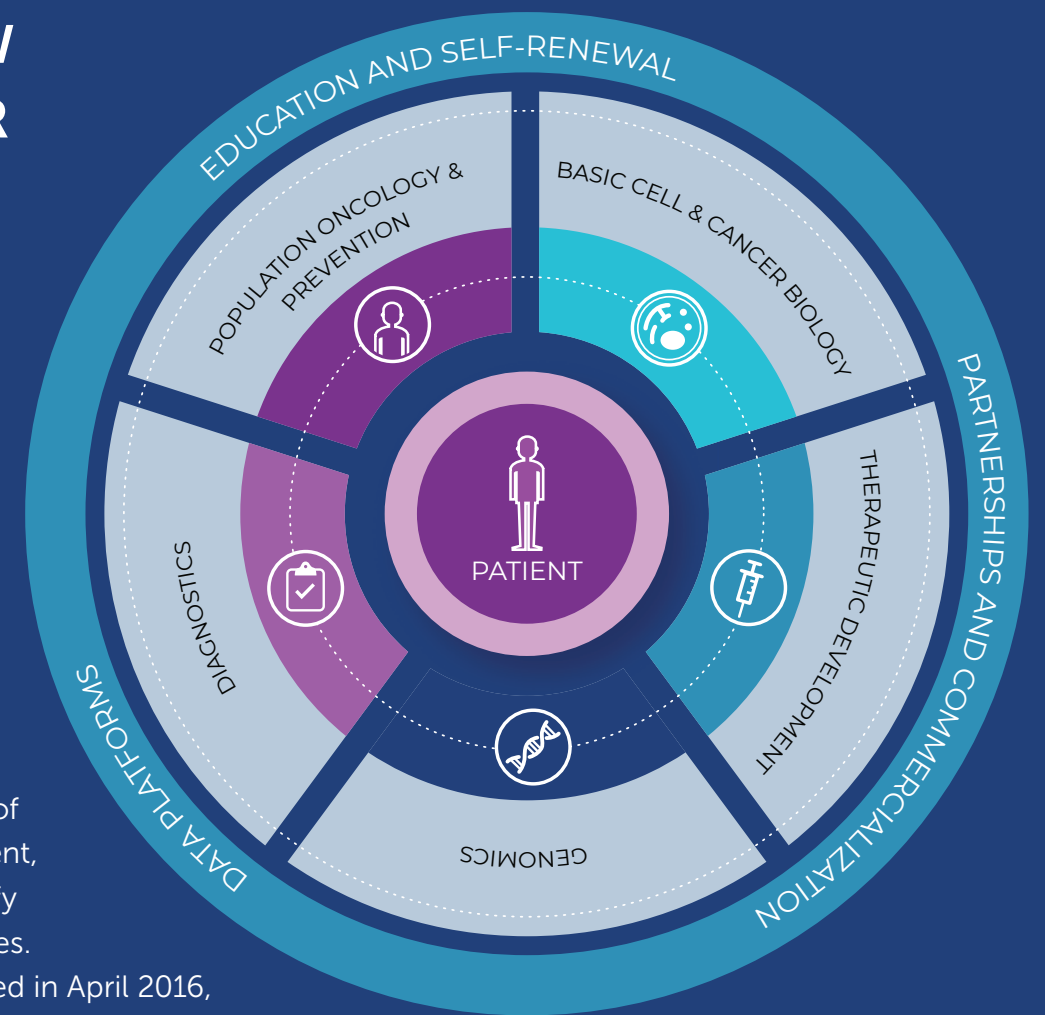 EDUCATION AND SELF-RENEWAL
POPULATION ONCOLOGY &
PREVENTION
BASIC CELL & CANCER BIOLOGY
PARTNERSHIPS AND COMMERCIALIZATION
THERAPEUTIC DEVELOPMENT
DIAGNOSTICS
PATIENT
DATA PLATFORMS
GENOMICS
of
ent,
fy
es.
ed in April 2016,